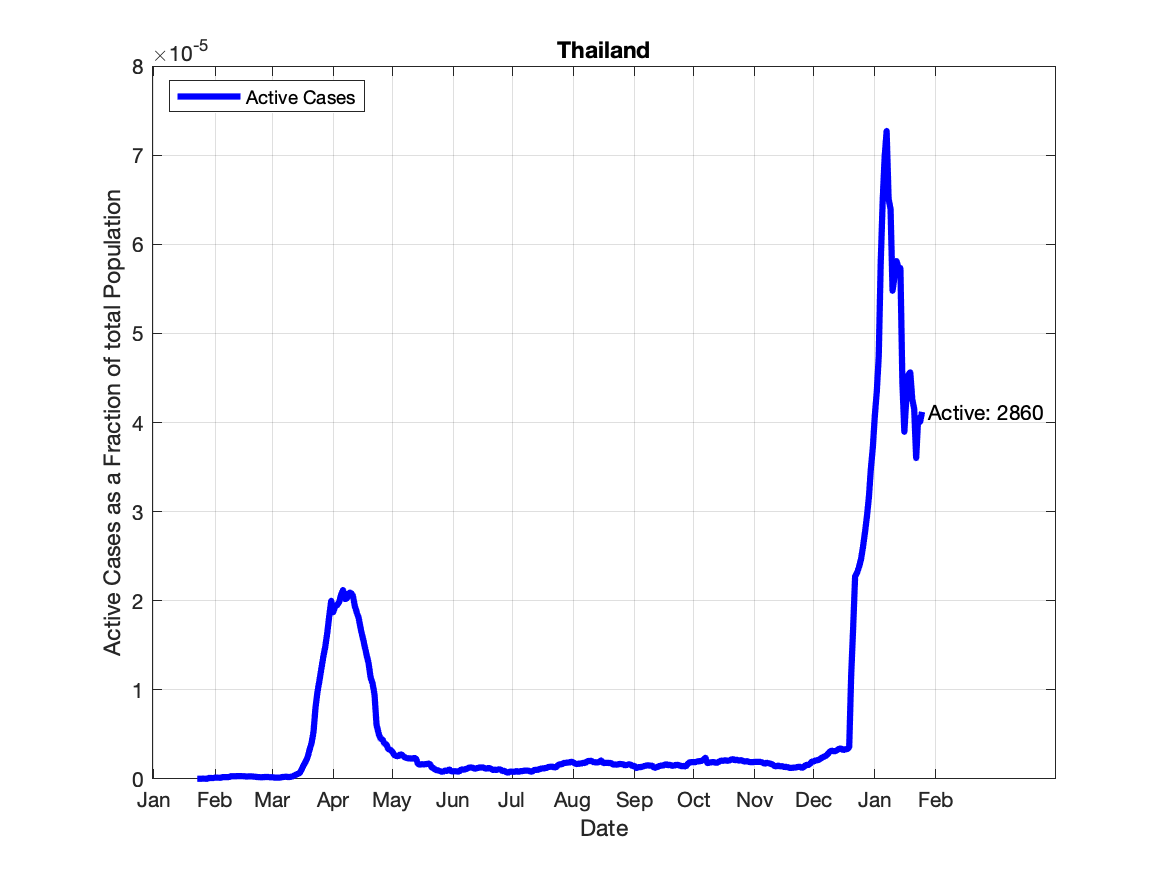 Thailand
×10-5
Active Cases
8
7
6
5
4
3
2
1
0
Active Cases as a Fraction of total Population
Active: 2860
Jan Feb Mar Apr May Jun Jul Aug Sep Oct Nov Dec Jan Feb
Date